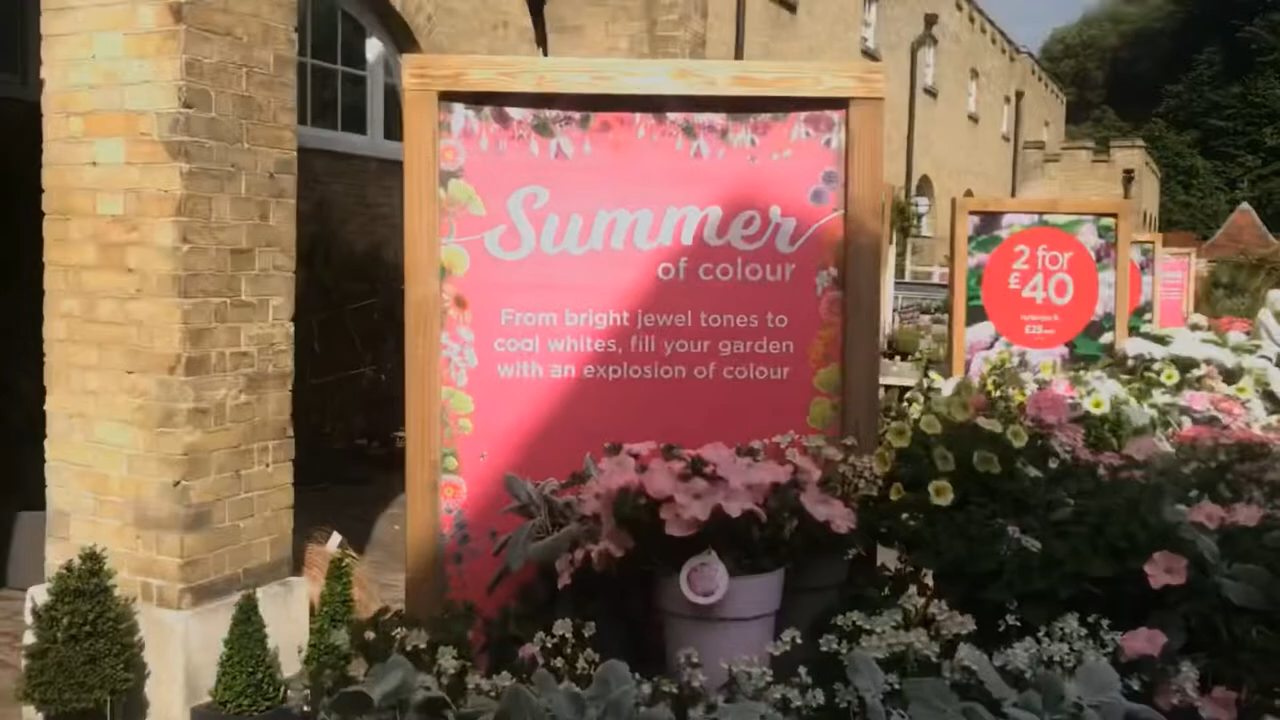 Summer
of colour
From bright jewel tones to
cool whites, fill your garden
with an explosion of colour
2 for
£40
£25